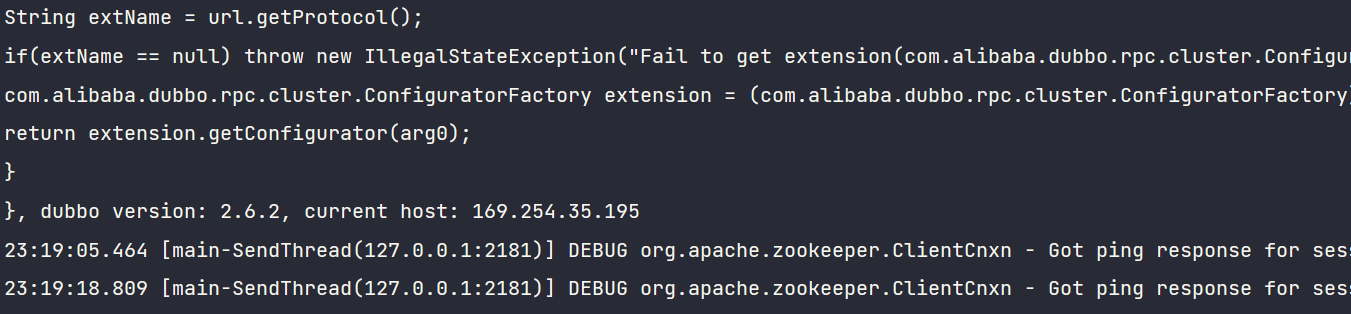 String extName = url.getProtocol();
if(extName == null) throw new IllegalStateException("Fail to get extension(com.alibaba.dubbo.rpc.cluster.Configu
com.alibaba.dubbo.rpc.cluster.ConfiguratorFactory extension = (com.alibaba.dubbo.rpc.cluster.ConfiguratorFactory)
return extension.getConfigurator(arg0);
}
}, dubbo version: 2.6.2, current host: 169.254.35.195
23:19:05.464 [main-SendThread(127.0.0.1:2181)] DEBUG org.apache.zookeeper.ClientCnxn - Got ping response for ses
23:19:18.809 [main-SendThread(127.0.0.1:2181)] DEBUG org.apache.zookeeper.ClientCnxn - Got ping response for ses